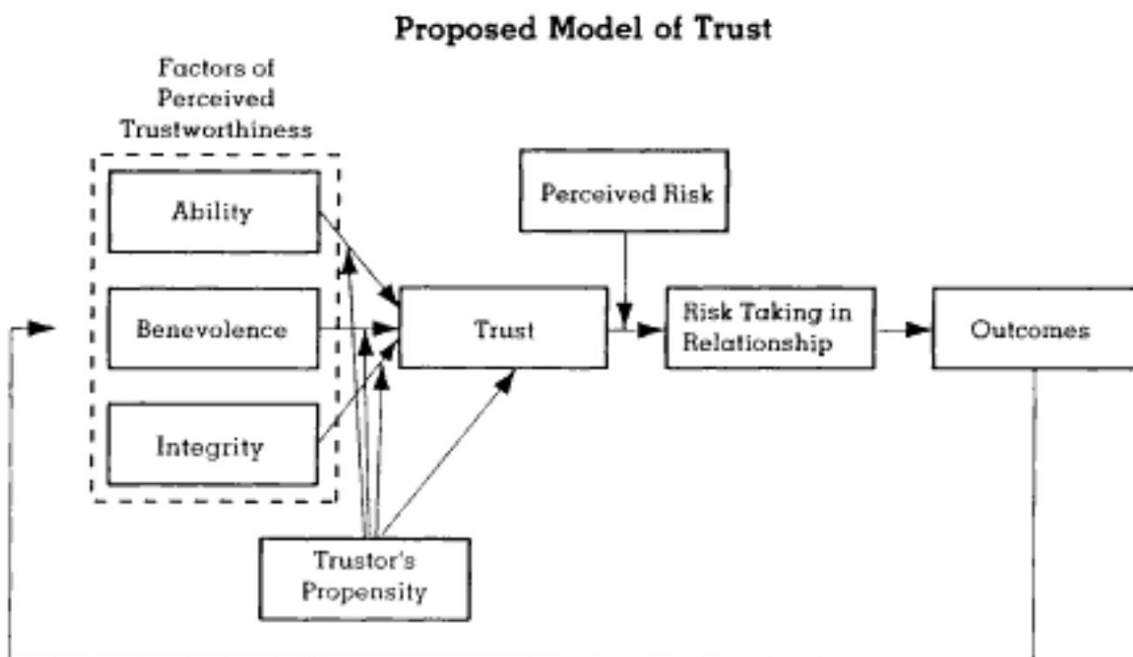 Proposed Model of Trust
Factors of
Perceived
Trustworthiness
Ability
Benevolence
Integrity
Perceived Risk
Trust
Risk Taking in
Relationship
Outcomes
Trustor's
Propensity